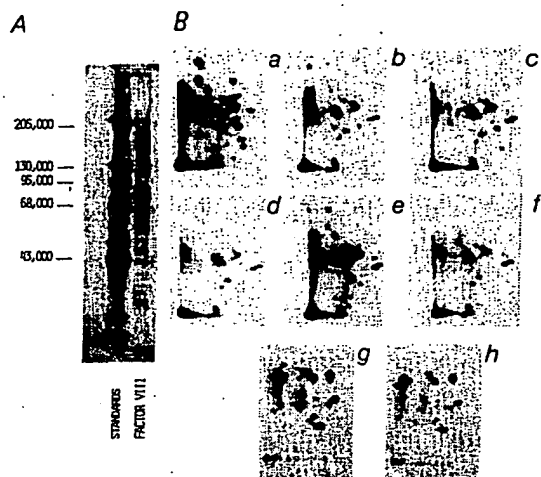 A
B
a
b
c
205,000
130,000
95,000
68,000
43,000
d
e
f
g
h
STANDARDS
FACTOR VIII